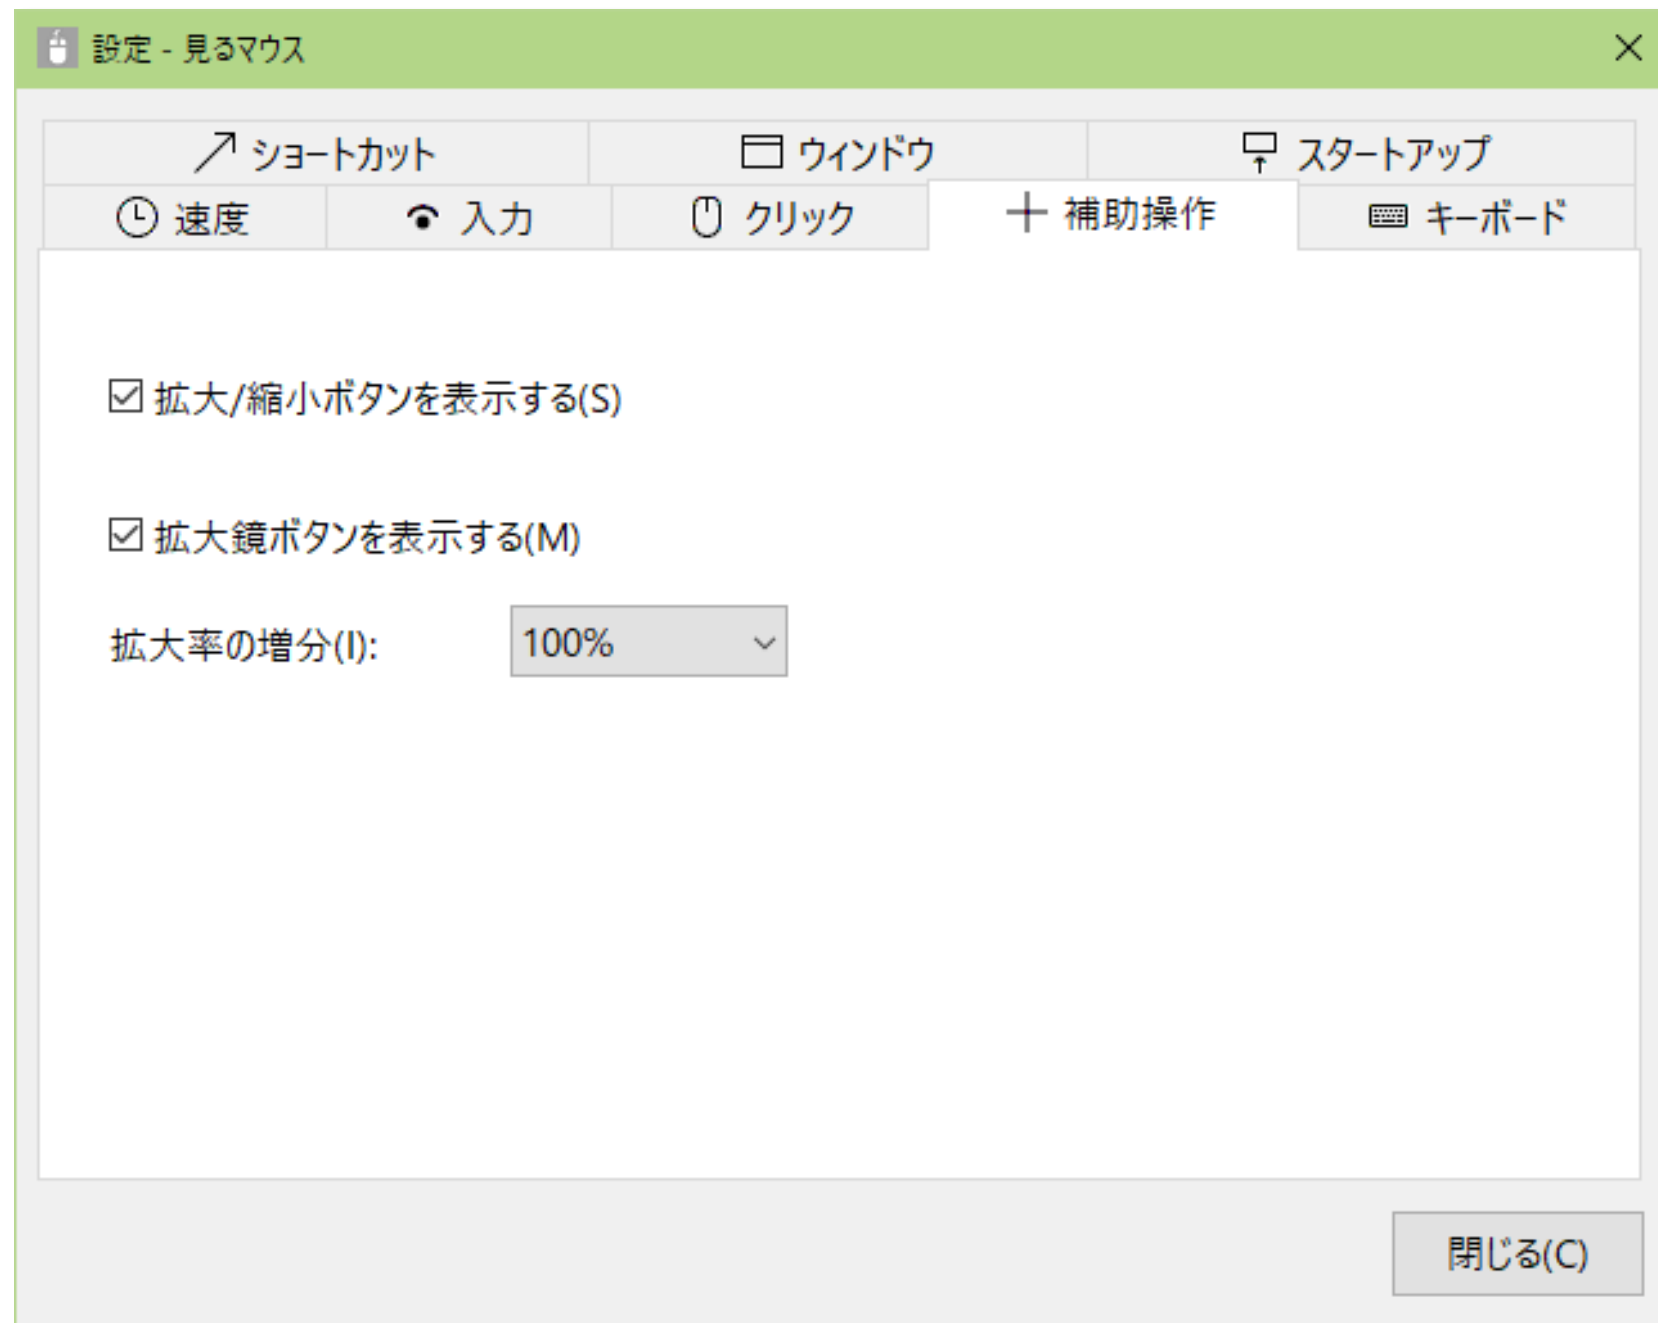 設定 - 見るマウス
ショートカット ウィンドウ スタートアップ
速度 入力 クリック 補助操作 キーボード
拡大/縮小ボタンを表示する(S)
拡大鏡ボタンを表示する(M)
拡大率の増分(I): 100%
閉じる(C)